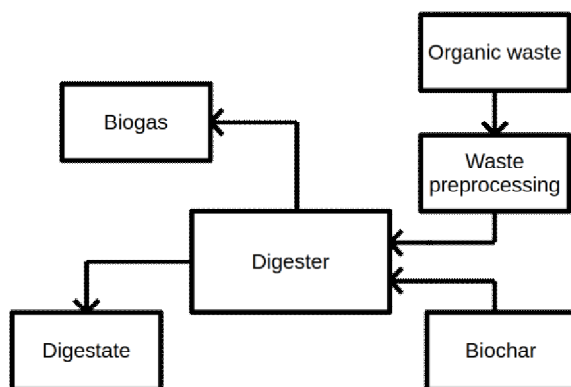 Organic waste
Biogas
Waste
preprocessing
Digester
Digestate
Biochar